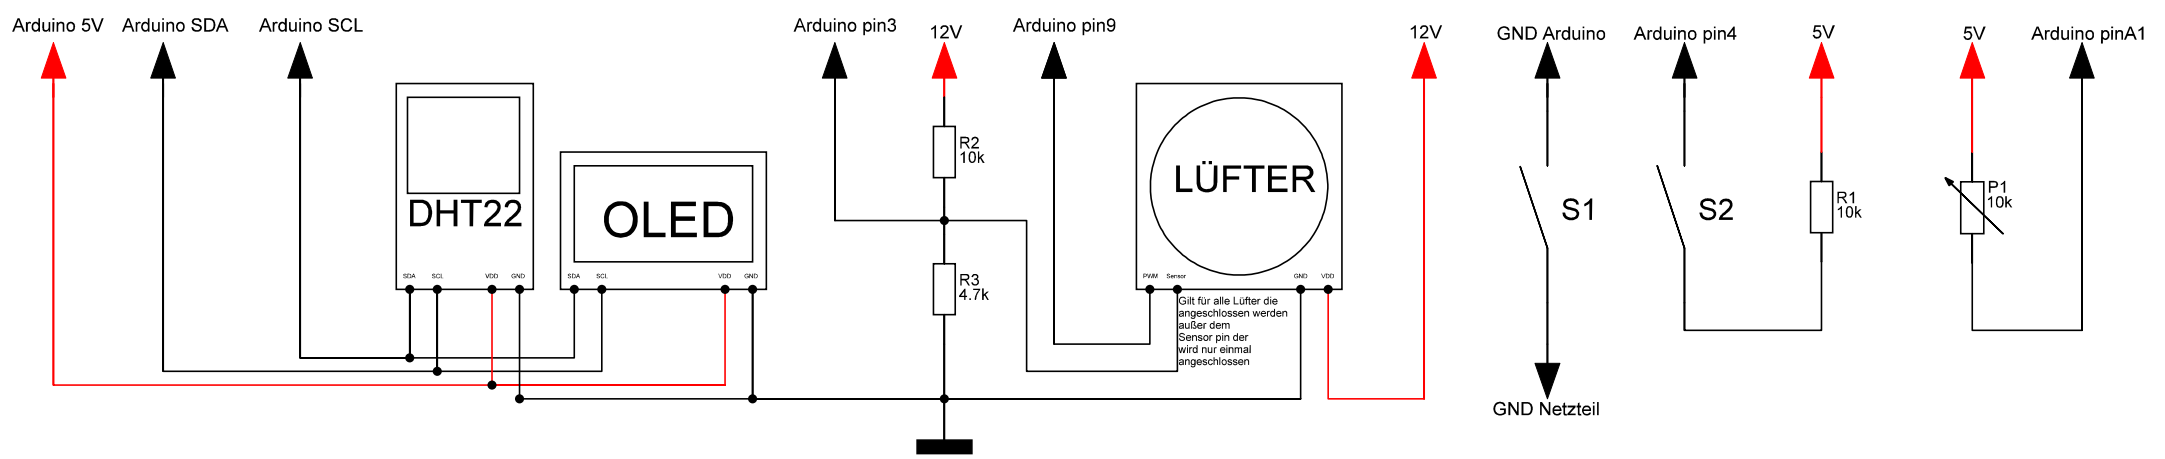 Arduino 5V
Arduino SDA
Arduino SCL
Arduino pin3
12V
Arduino pin9
12V
GND Arduino
Arduino pin4
5V
5V
Arduino pinA1
R2
10k
LÜFTER
DHT22
OLED
S1
S2
R1
10k
P1
10k
SDA
SCL
VDD
GND
SDA
SCL
VDD
GND
R3
4.7k
PWM
Sensor
GND
VDD
Gilt für alle Lüfter die
angeschlossen werden
außer dem
Sensor pin der
wird nur einmal
angeschlossen
GND Netzteil